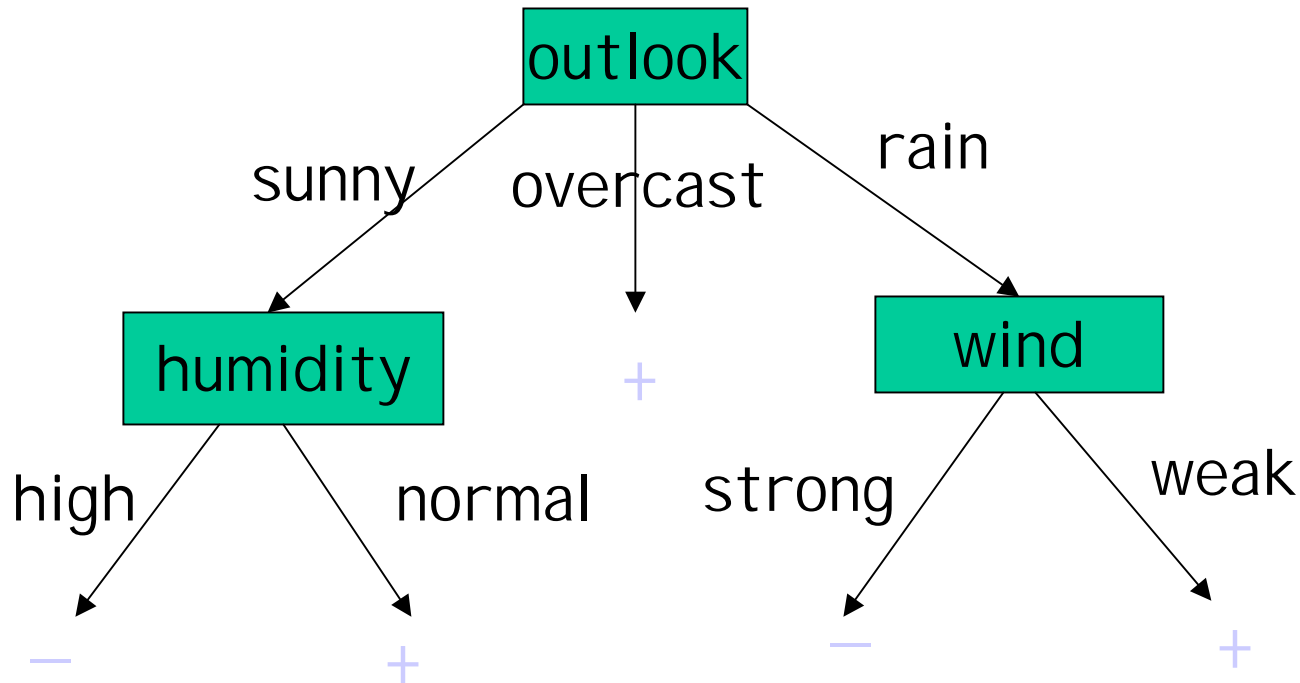 outlook
sunny
overcast
rain
humidity
+
wind
high
normal
strong
weak
−
+
−
+